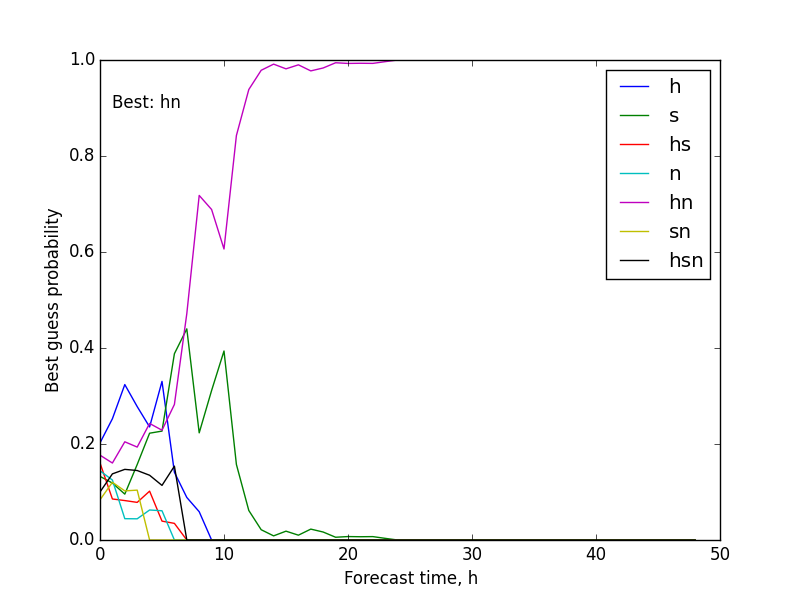 1.0
0.8
0.6
0.4
0.2
0.0
Best guess probability
Best: hn
h
s
hs
n
hn
sn
hsn
0
10
20
30
40
50
Forecast time, h